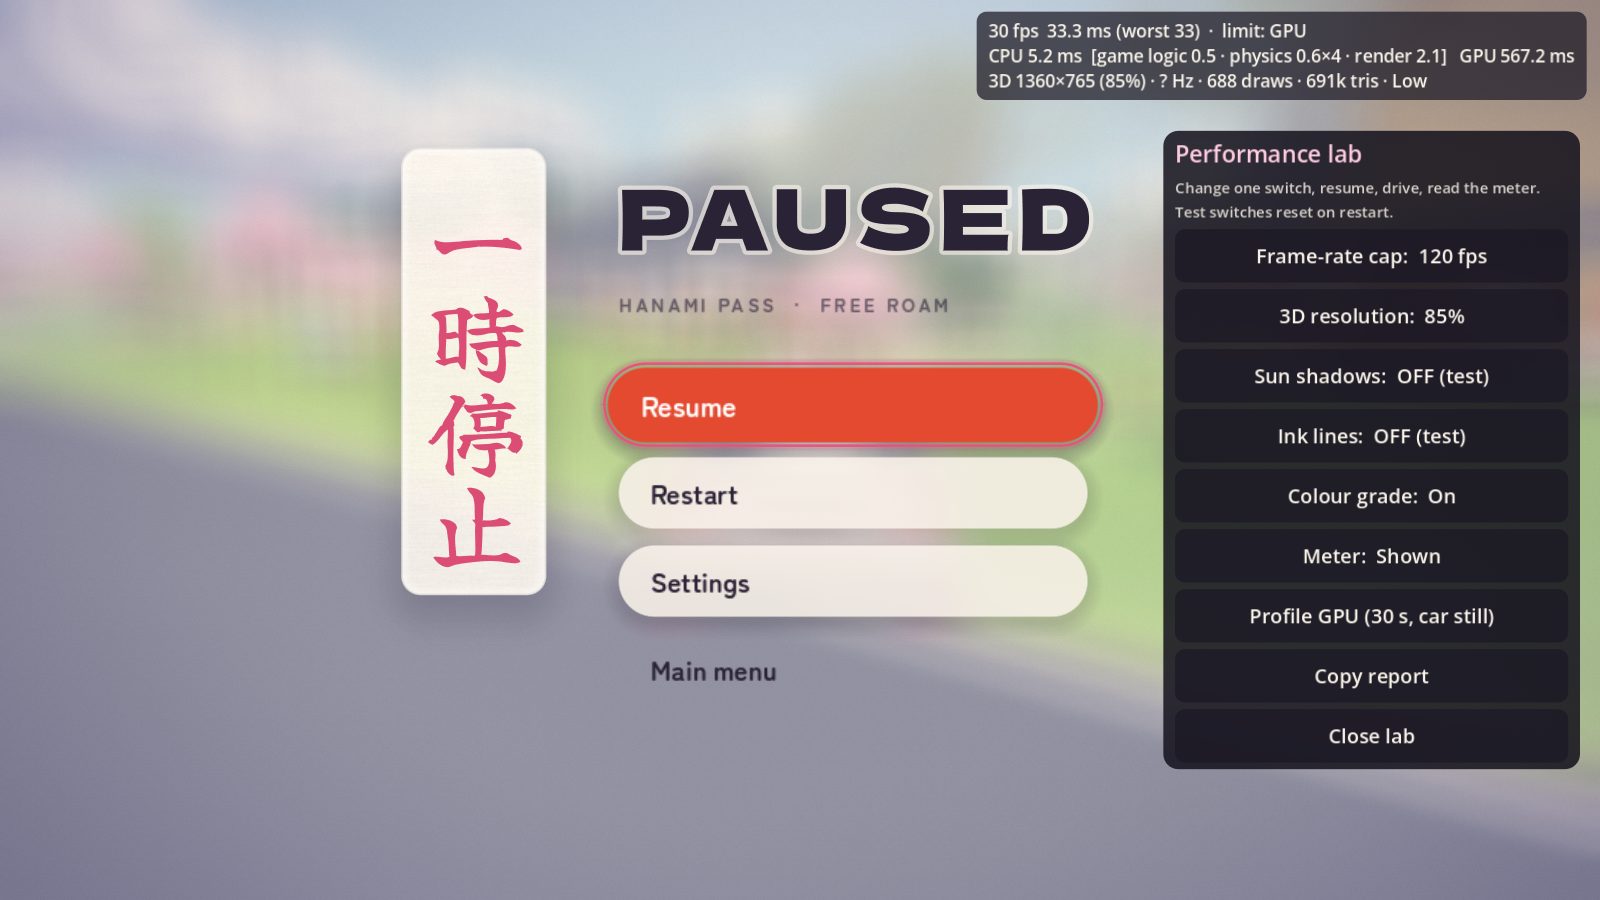 30 fps 33.3 ms (worst 33) · limit: GPU
CPU 5.2 ms [game logic 0.5 · physics 0.6×4 · render 2.1] GPU 567.2 ms
3D 1360×765 (85%) · ? Hz · 688 draws · 691k tris · Low
一時停止
PAUSED
HANAMI PASS · FREE ROAM
Resume
Restart
Settings
Main menu
Performance lab
Change one switch, resume, drive, read the meter.
Test switches reset on restart.
Frame-rate cap: 120 fps
3D resolution: 85%
Sun shadows: OFF (test)
Ink lines: OFF (test)
Colour grade: On
Meter: Shown
Profile GPU (30 s, car still)
Copy report
Close lab